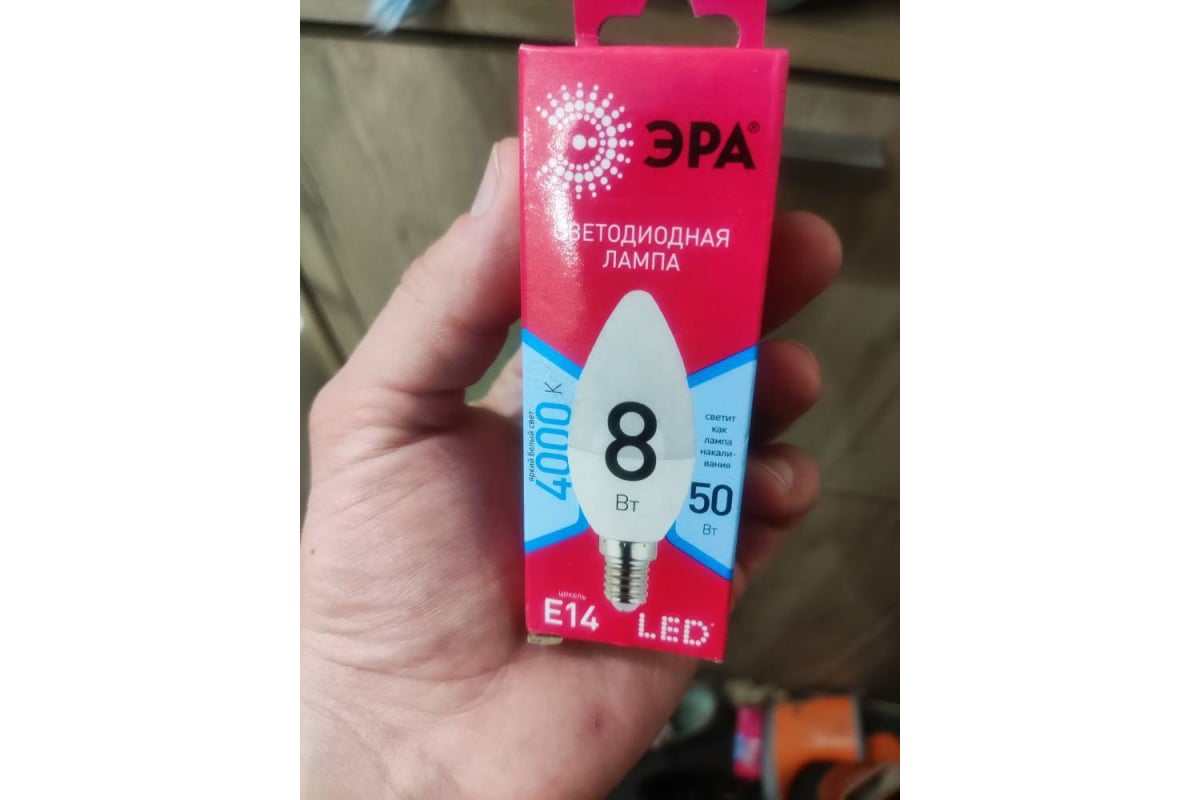 ЭРА®
СВЕТОДИОДНАЯ
ЛАМПА
яркий белый свет
4000 К
8
Вт
светит
как
лампа
накали-
вания
50
Вт
цоколь
E14
LED